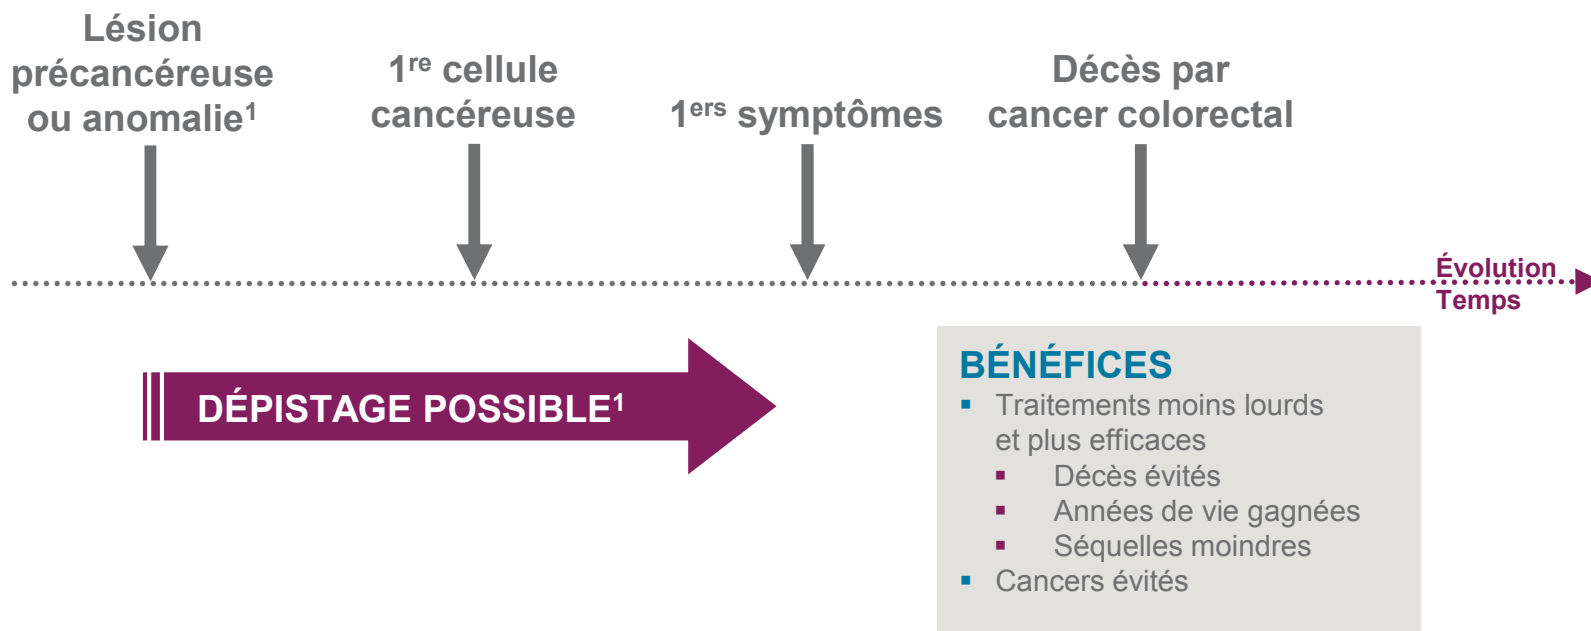 Lésion
précancéreuse
ou anomalie¹
1re cellule
cancéreuse
1ers symptômes
Décès par
cancer colorectal
Évolution
Temps
DÉPISTAGE POSSIBLE¹
BÉNÉFICES
▪ Traitements moins lourds
et plus efficaces
▪ Décès évités
▪ Années de vie gagnées
▪ Séquelles moindres
▪ Cancers évités